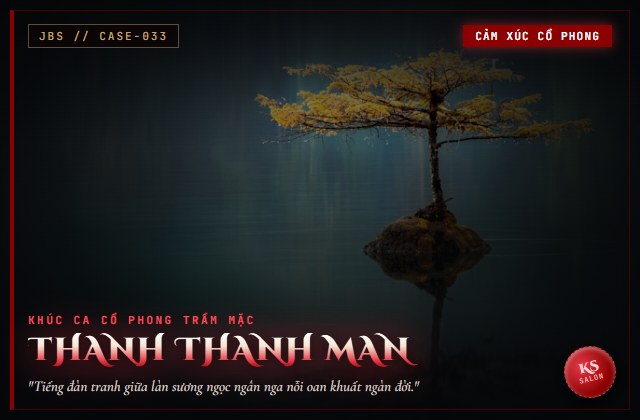 JBS // CASE-033
CẢM XÚC CỔ PHONG
KHÚC CA CỔ PHONG TRẦM MẶC
THANH THANH MAN
"Tiếng đàn tranh giữa làn sương ngọc ngân nga nỗi oan khuất ngàn đời."
KS
SALON